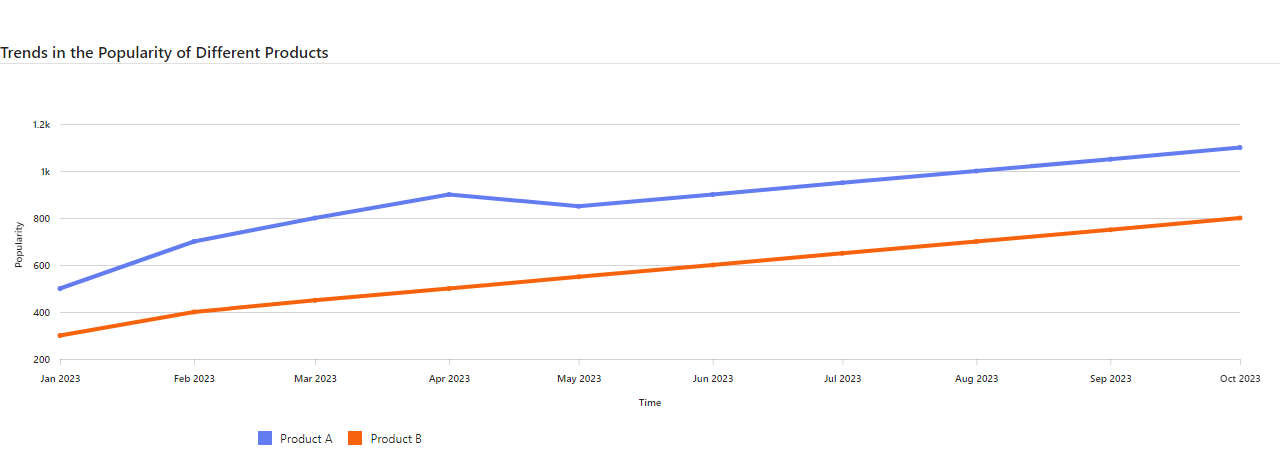 Trends in the Popularity of Different Products
1.2k
1k
800
600
400
200
Popularity
Jan 2023 Feb 2023 Mar 2023 Apr 2023 May 2023 Jun 2023 Jul 2023 Aug 2023 Sep 2023 Oct 2023
Time
Product A Product B